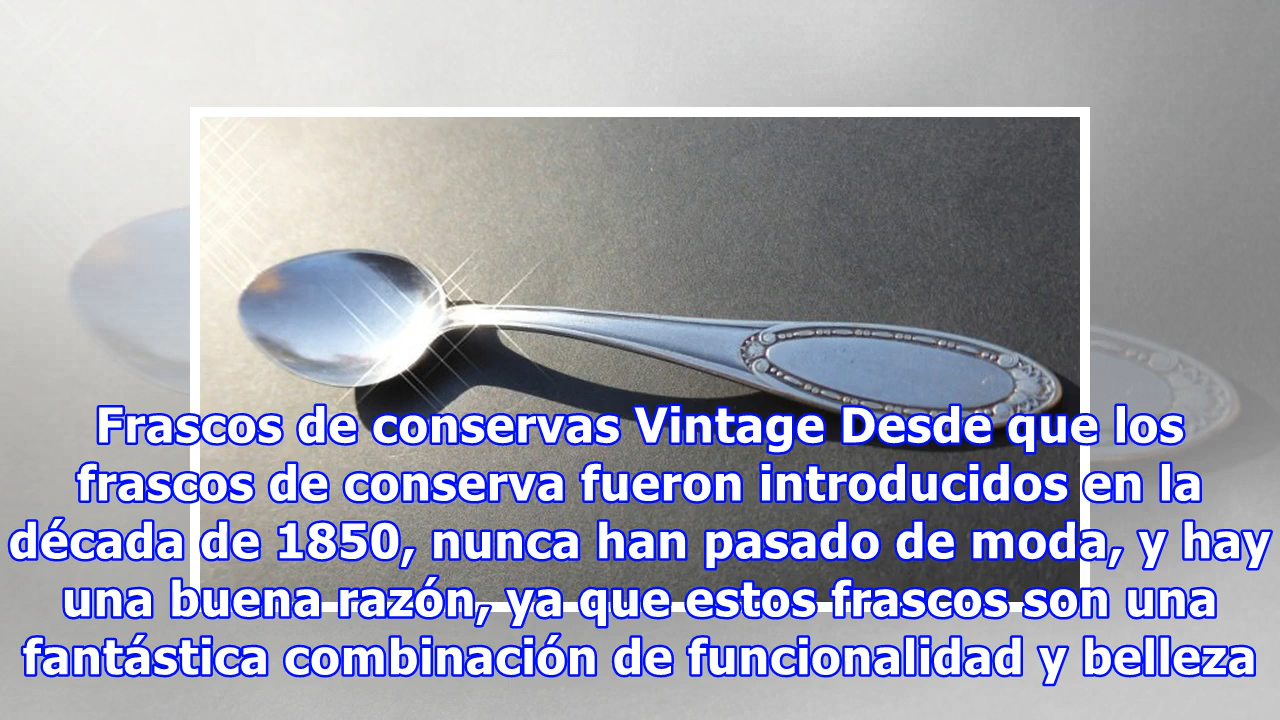 Frascos de conservas Vintage Desde que los
frascos de conserva fueron introducidos en la
década de 1850, nunca han pasado de moda, y hay
una buena razón, ya que estos frascos son una
fantástica combinación de funcionalidad y belleza